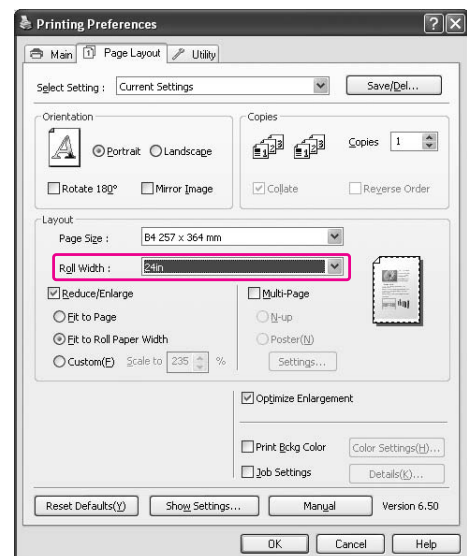 Printing Preferences
Main Page Layout Utility
Select Setting : Current Settings Save/Del...
Orientation
Portrait Landscape
Rotate 180° Mirror Image
Copies
Copies 1
Collate Reverse Order
Layout
Page Size : B4 257 x 364 mm
Roll Width : 24in
Reduce/Enlarge
Fit to Page
Fit to Roll Paper Width
Custom(F) Scale to 235 %
Multi-Page
N-up
Poster(N)
Settings...
Optimize Enlargement
Print Bckg Color Color Settings(H)...
Job Settings Details(K)...
Reset Defaults(Y) Show Settings... Manual Version 6.50
OK Cancel Help